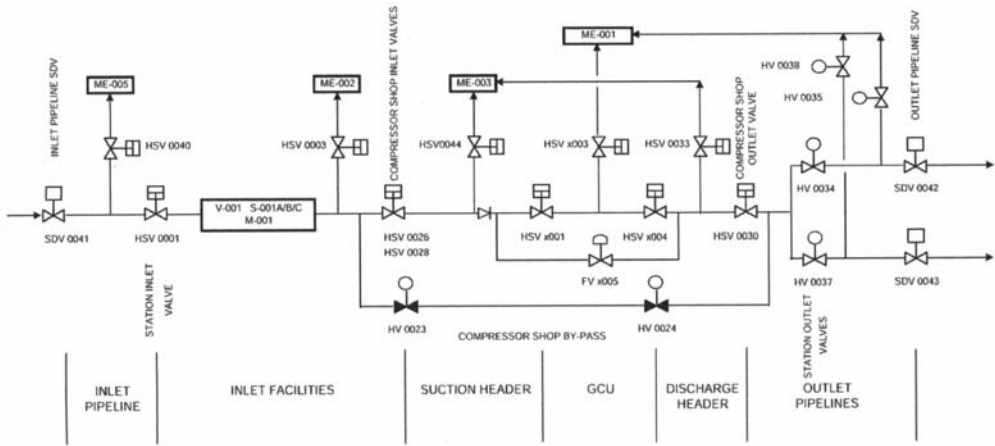 ME-001
HV 0038
HV 0035
OUTLET PIPELINE SDV
INLET PIPELINE SDV
ME-005
ME-002
COMPRESSOR SHOP INLET VALVES
ME-003
COMPRESSOR SHOP
OUTLET VALVE
HSV 0040
HSV 0003
HSV0044
HSV x003
HSV0033
HV 0034
SDV 0042
V-001 S-001A/B/C
M-001
SDV 0041
HSV 0001
HSV 0026
HSV 0028
HSV x001
HSV x004
HSV 0030
FV x005
HV 0037
SDV 0043
STATION INLET
VALVE
HV 0023
HV 0024
COMPRESSOR SHOP BY-PASS
STATION OUTLET
VALVES
INLET
PIPELINE
INLET FACILITIES
SUCTION HEADER
GCU
DISCHARGE
HEADER
OUTLET
PIPELINES